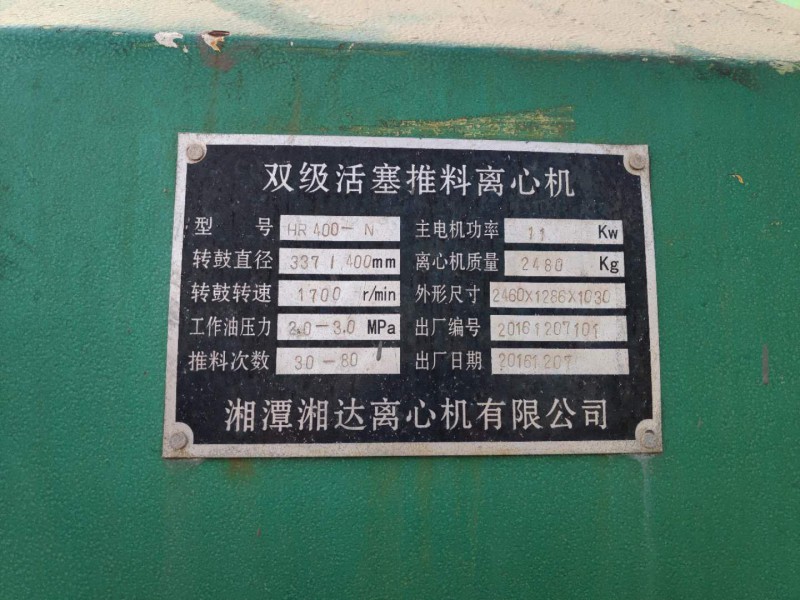 双级活塞推料离心机
型 号 HR 400- N 主电机功率 11 Kw
转鼓直径 337 / 400mm 离心机质量 2480 Kg
转鼓转速 1700 r/min 外形尺寸 2460X1286X1030
工作油压力 2.0-3.0 MPa 出厂编号 20161207101
推料次数 30-80 出厂日期 20161207
湘潭湘达离心机有限公司